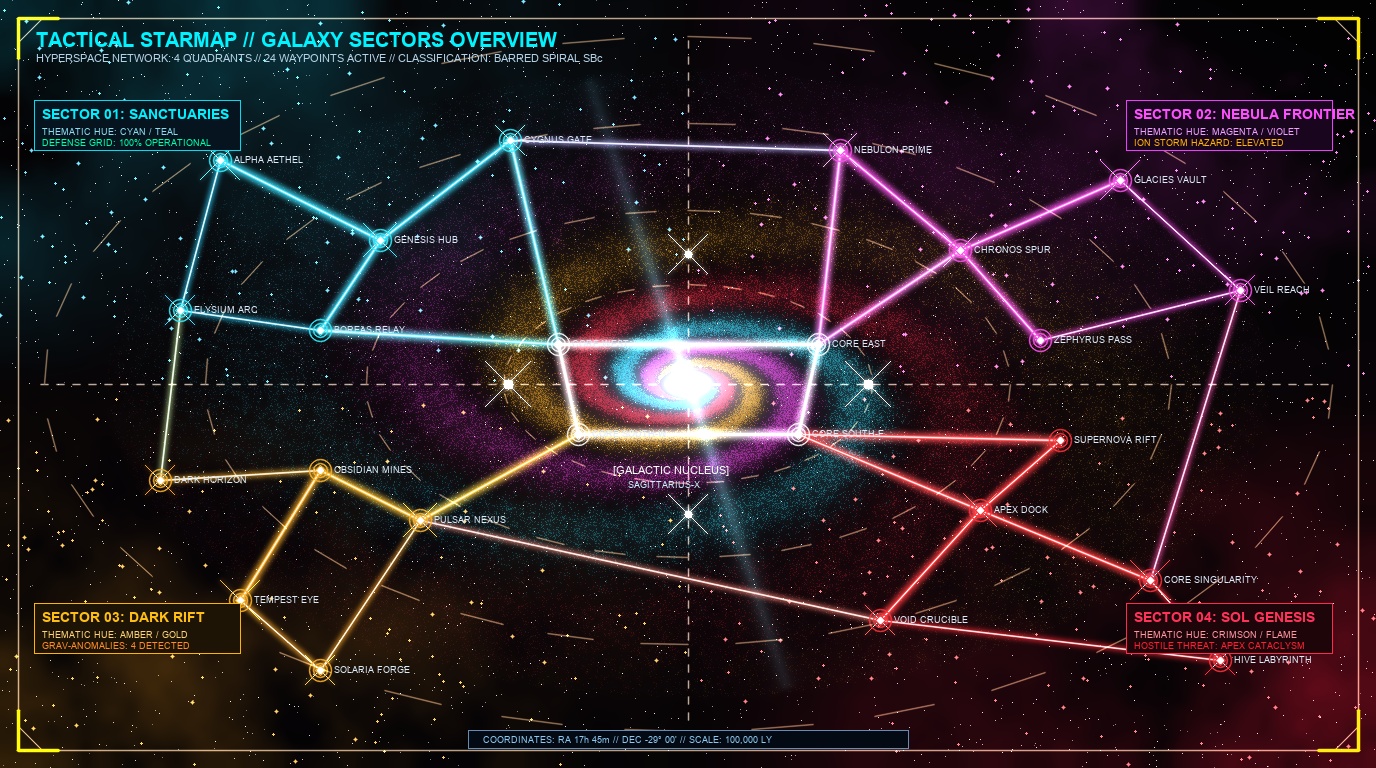 TACTICAL STARMAP // GALAXY SECTORS OVERVIEW
HYPERSPACE NETWORK: 4 QUADRANTS // 24 WAYPOINTS ACTIVE // CLASSIFICATION: BARRED SPIRAL SBc
SECTOR 01: SANCTUARIES
THEMATIC HUE: CYAN / TEAL
DEFENSE GRID: 100% OPERATIONAL
SECTOR 02: NEBULA FRONTIER
THEMATIC HUE: MAGENTA / VIOLET
ION STORM HAZARD: ELEVATED
CYGNUS GATE
NEBULON PRIME
ALPHA AETHEL
GLACIES VAULT
GENESIS HUB
CHRONOS SPUR
VEIL REACH
ELYSIUM ARC
BOREAS RELAY
CORE EAST
ZEPHYRUS PASS
CORE SOUTH-E
SUPERNOVA RIFT
OBSIDIAN MINES
[GALACTIC NUCLEUS]
SAGITTARIUS-X
DARK HORIZON
APEX DOCK
PULSAR NEXUS
CORE SINGULARITY
TEMPEST EYE
VOID CRUCIBLE
SECTOR 03: DARK RIFT
THEMATIC HUE: AMBER / GOLD
GRAV-ANOMALIES: 4 DETECTED
SECTOR 04: SOL GENESIS
THEMATIC HUE: CRIMSON / FLAME
HOSTILE THREAT: APEX CATACLYSM
HIVE LABYRINTH
SOLARIA FORGE
COORDINATES: RA 17h 45m // DEC -29° 00' // SCALE: 100,000 LY